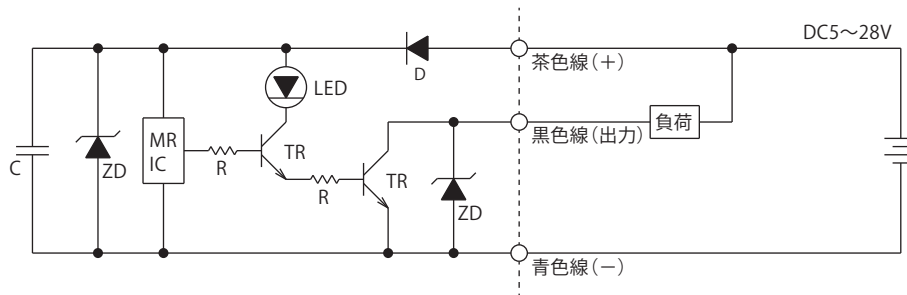 DC5～28V
茶色線（＋）
D
LED
黒色線（出力）
負荷
MR
IC
TR
C
ZD
R
TR
R
ZD
青色線（－）